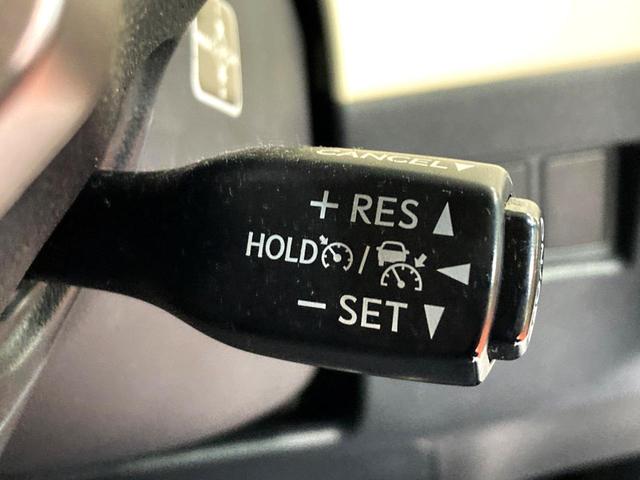 CANCEL▼
+ RES ▲
HOLD / ◀
− SET ▼